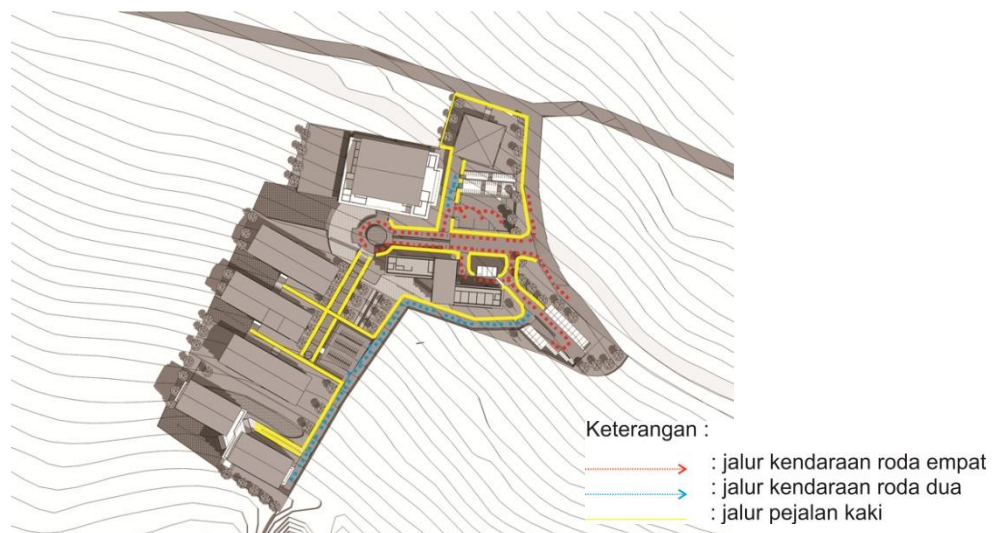 Keterangan :
: jalur kendaraan roda empat
: jalur kendaraan roda dua
: jalur pejalan kaki